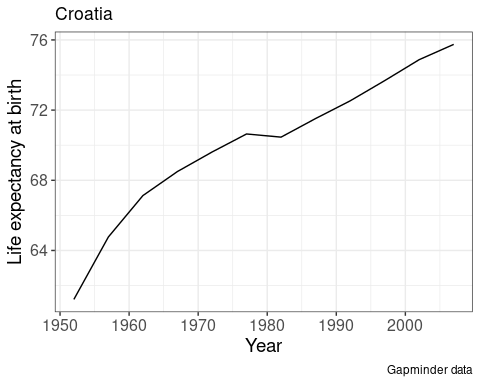 Croatia
76
72
68
64
Life expectancy at birth
1950 1960 1970 1980 1990 2000
Year
Gapminder data